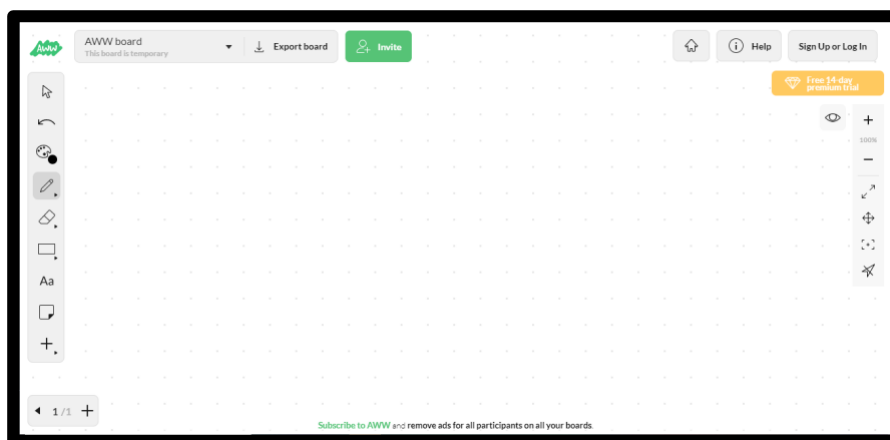 AWW
AWW board
This board is temporary
Export board
Invite
Help
Sign Up or Log In
Free 14-day
premium trial
100%
Aa
1 /1
Subscribe to AWW and remove ads for all participants on all your boards.